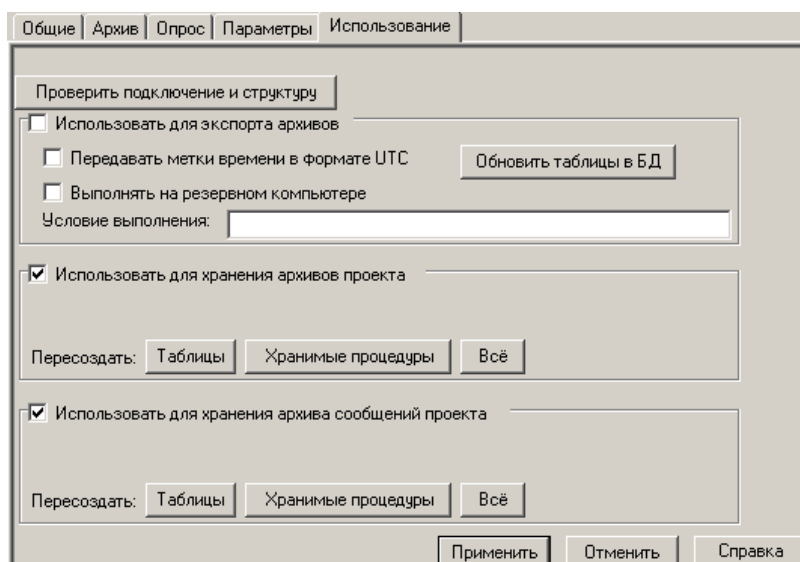 Общие Архив Опрос Параметры Использование
Проверить подключение и структуру
Использовать для экспорта архивов
Передавать метки времени в формате UTC Обновить таблицы в БД
Выполнять на резервном компьютере
Условие выполнения:
Использовать для хранения архивов проекта
Пересоздать: Таблицы Хранимые процедуры Всё
Использовать для хранения архива сообщений проекта
Пересоздать: Таблицы Хранимые процедуры Всё
Применить Отменить Справка